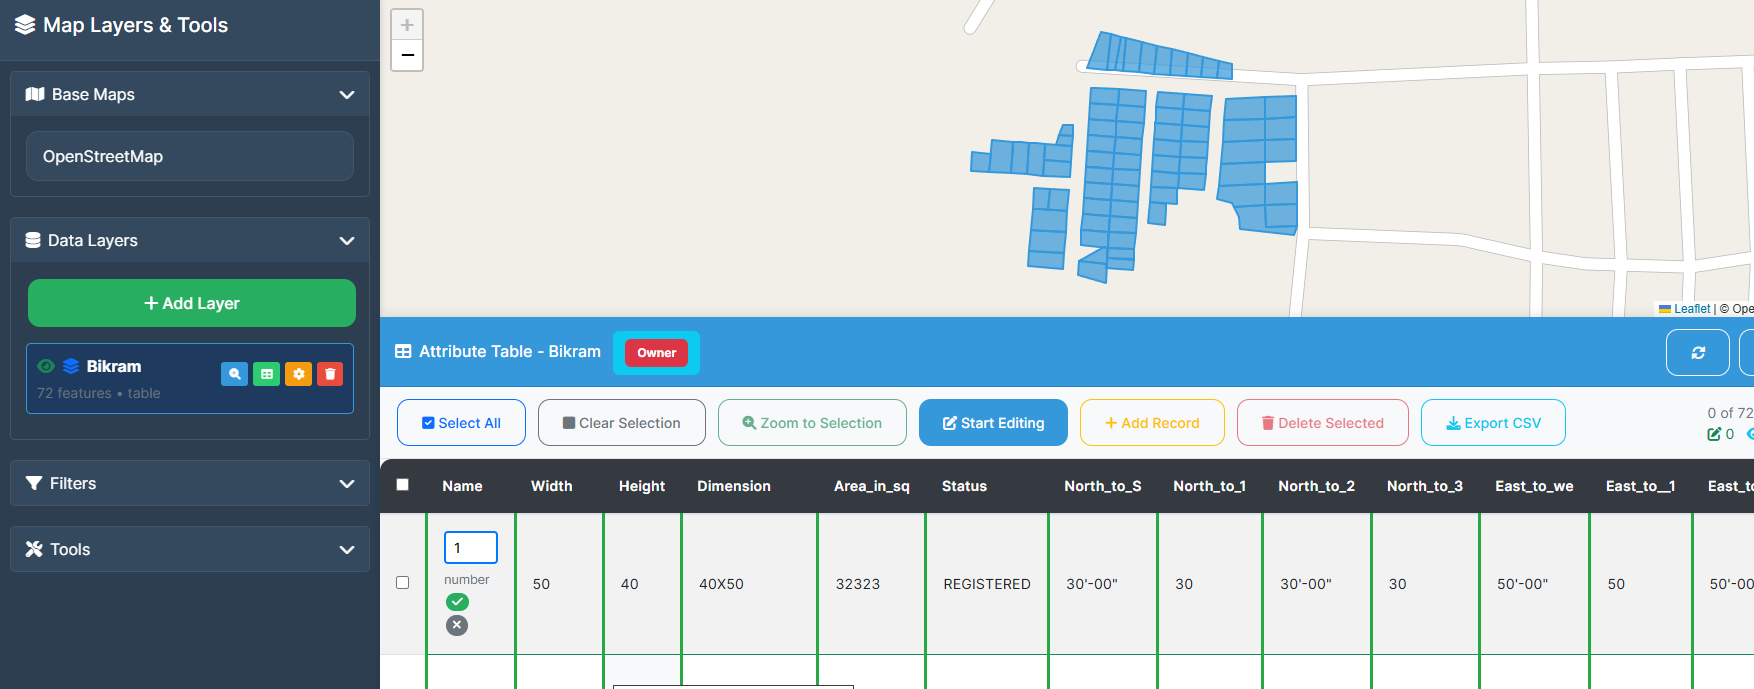 Map Layers & Tools
Base Maps
OpenStreetMap
Data Layers
+ Add Layer
Bikram
72 features • table
Filters
Tools
+
−
Leaflet | © Ope
Attribute Table - Bikram
Owner
Select All
Clear Selection
Zoom to Selection
Start Editing
+ Add Record
Delete Selected
Export CSV
0 of 72
0
Name Width Height Dimension Area_in_sq Status North_to_S North_to_1 North_to_2 North_to_3 East_to_we East_to__1 East_to
1
number
50 40 40X50 32323 REGISTERED 30'-00" 30 30'-00" 30 50'-00" 50 50'-00